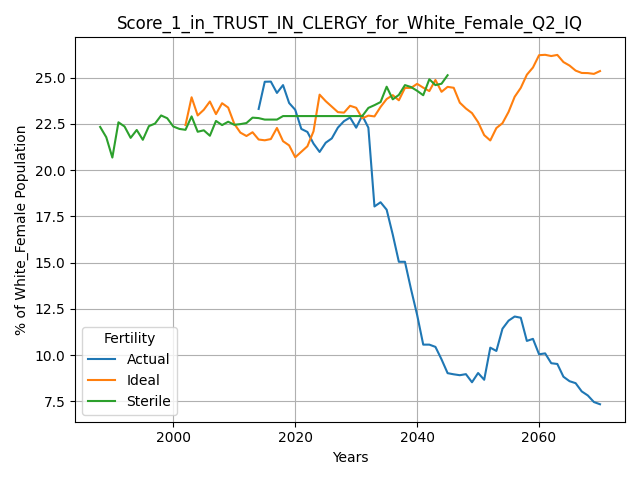 Score_1_in_TRUST_IN_CLERGY_for_White_Female_Q2_IQ
% of White_Female Population
25.0
22.5
20.0
17.5
15.0
12.5
10.0
7.5
Fertility
Actual
Ideal
Sterile
2000
2020
2040
2060
Years